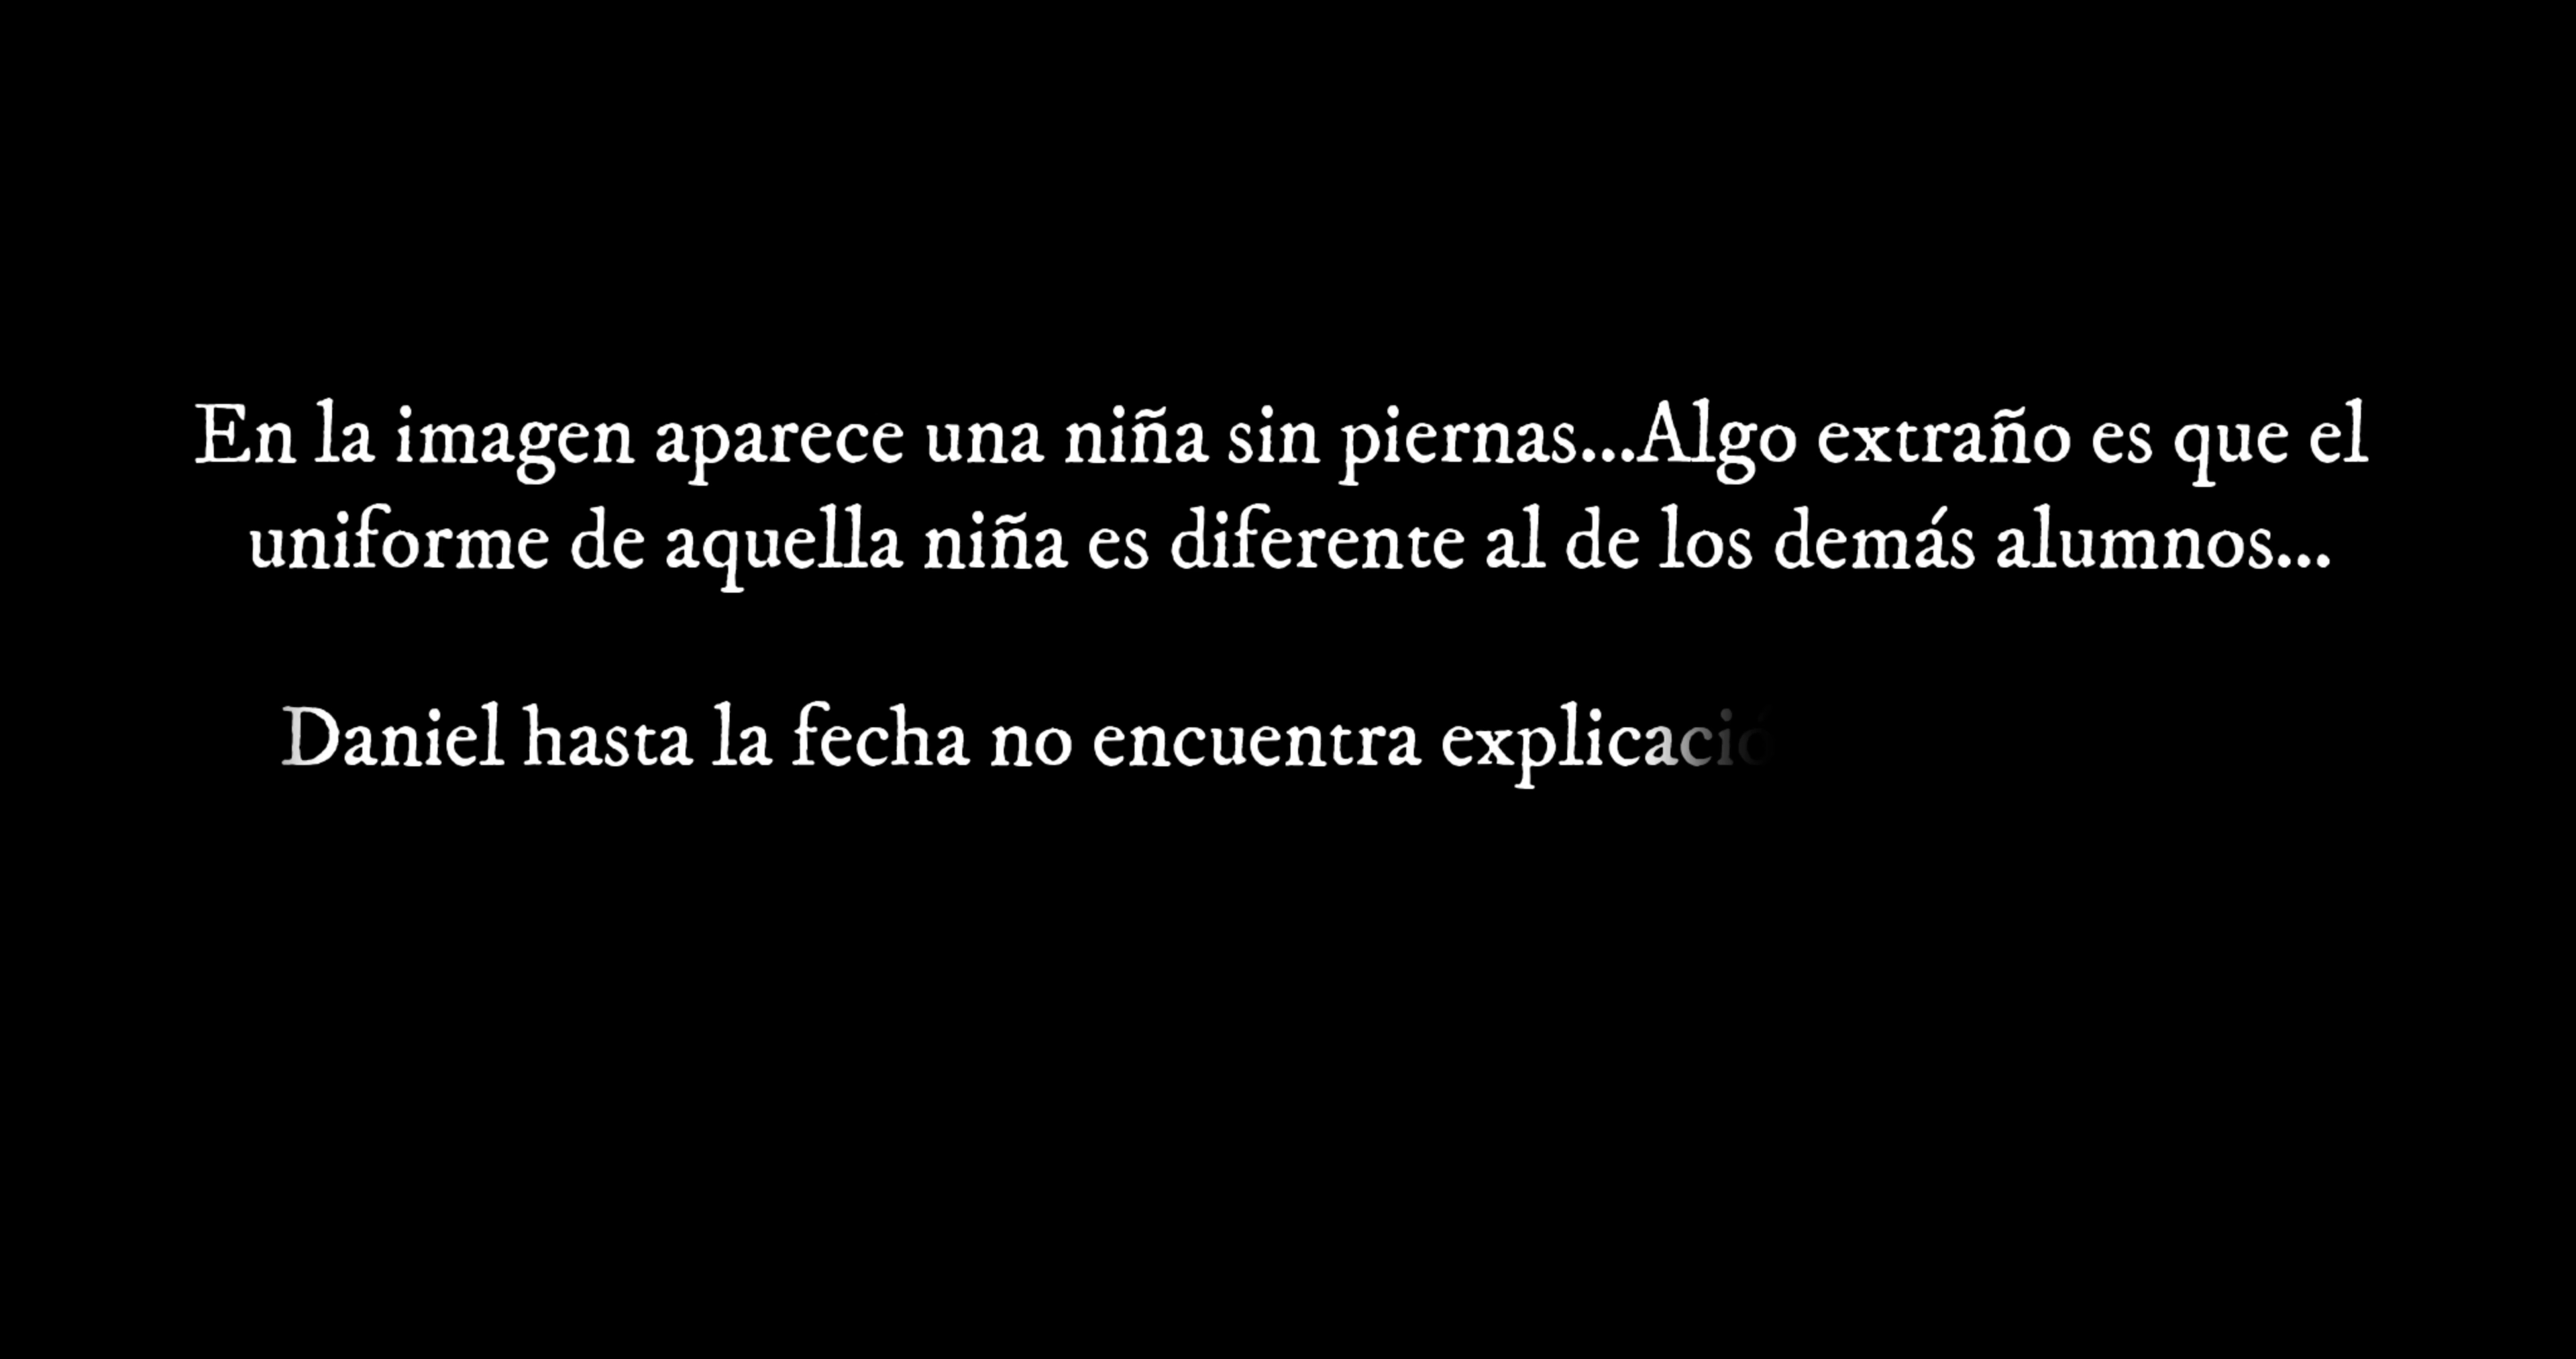 En la imagen aparece una niña sin piernas...Algo extraño es que el
uniforme de aquella niña es diferente al de los demás alumnos...
Daniel hasta la fecha no encuentra explicació